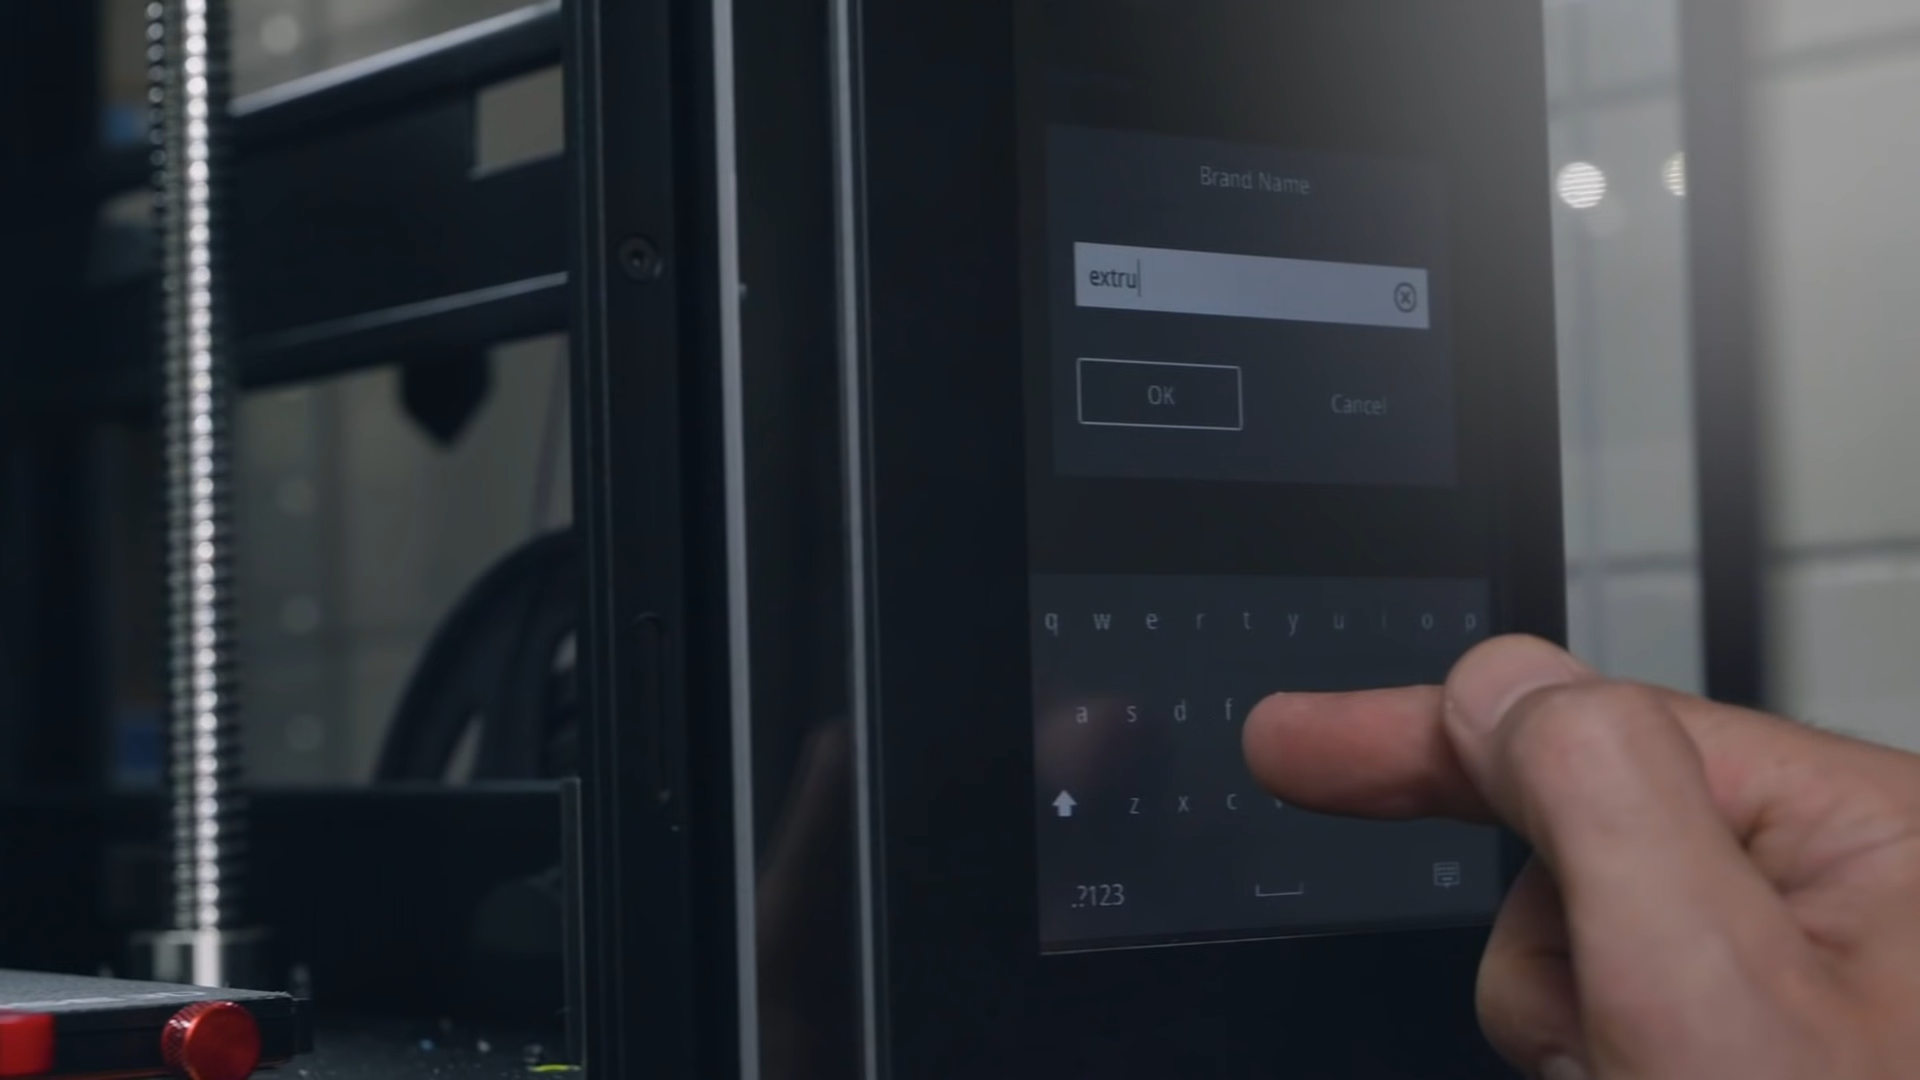 Brand Name
extru
OK Cancel
q w e r t y u i o p
a s d f
z x c
.?123